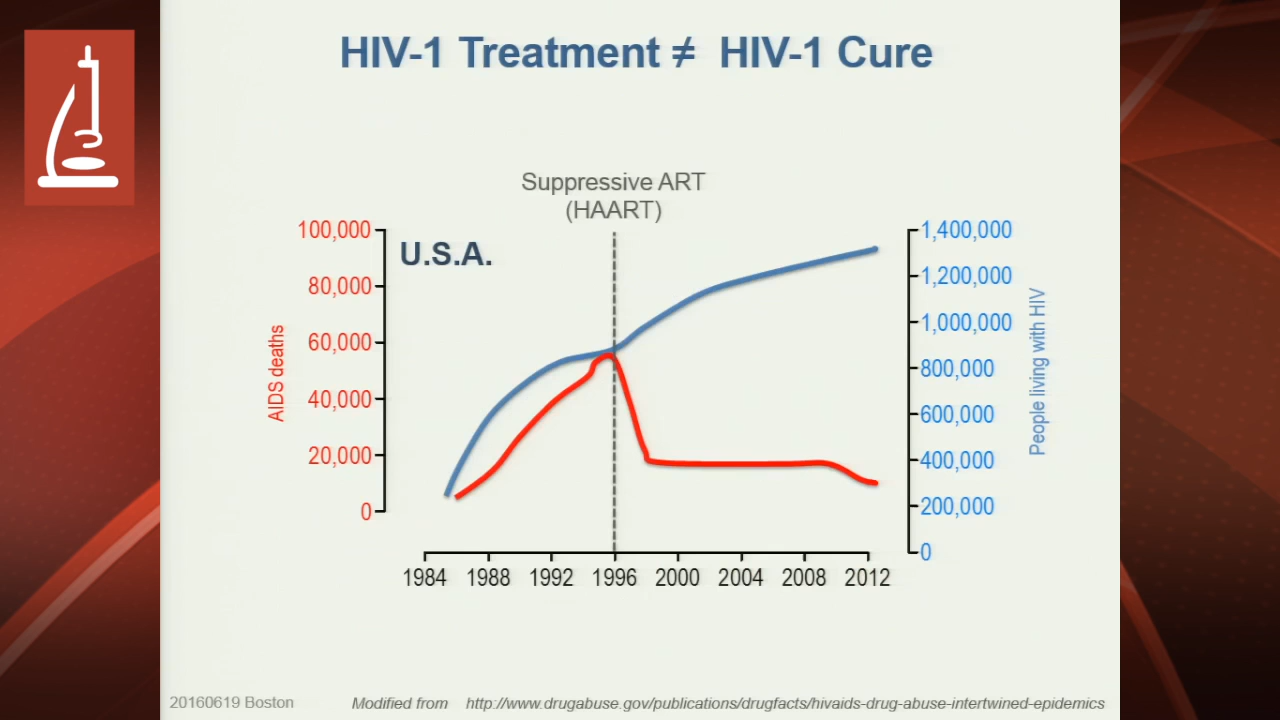 HIV-1 Treatment ≠ HIV-1 Cure
Suppressive ART
(HAART)
U.S.A.
AIDS deaths
100,000
80,000
60,000
40,000
20,000
0
1,400,000
1,200,000
1,000,000
800,000
600,000
400,000
200,000
0
People living with HIV
1984 1988 1992 1996 2000 2004 2008 2012
20160619 Boston
Modified from http://www.drugabuse.gov/publications/drugfacts/hivaids-drug-abuse-intertwined-epidemics